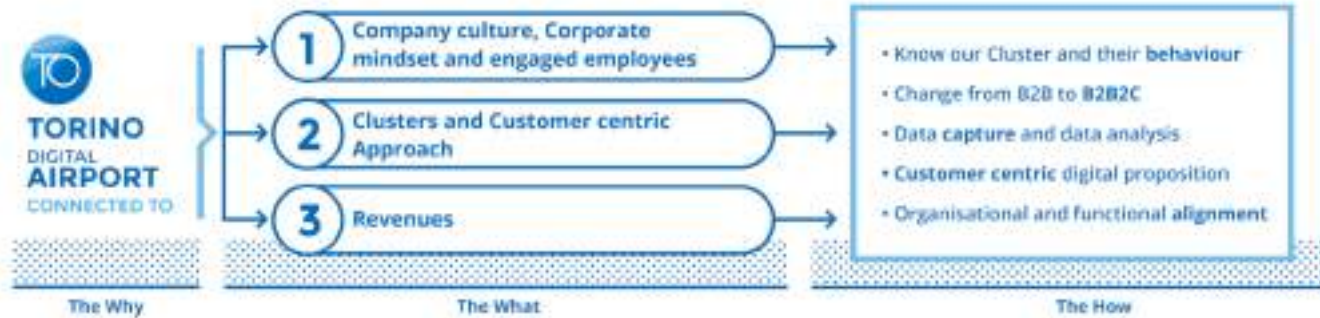 TO
TORINO
DIGITAL
AIRPORT
CONNECTED TO
1
Company culture, Corporate
mindset and engaged employees
2
Clusters and Customer centric
Approach
3
Revenues
• Know our Cluster and their behaviour
• Change from B2B to B2B2C
• Data capture and data analysis
• Customer centric digital proposition
• Organisational and functional alignment
The Why
The What
The How